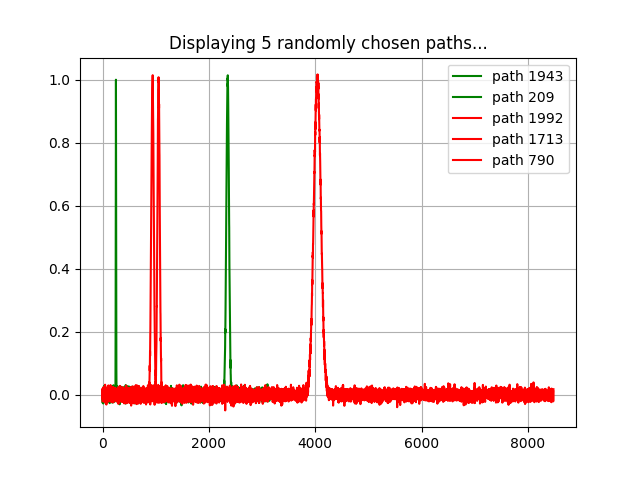 Displaying 5 randomly chosen paths...
1.0
0.8
0.6
0.4
0.2
0.0
0
2000
4000
6000
8000
path 1943
path 209
path 1992
path 1713
path 790